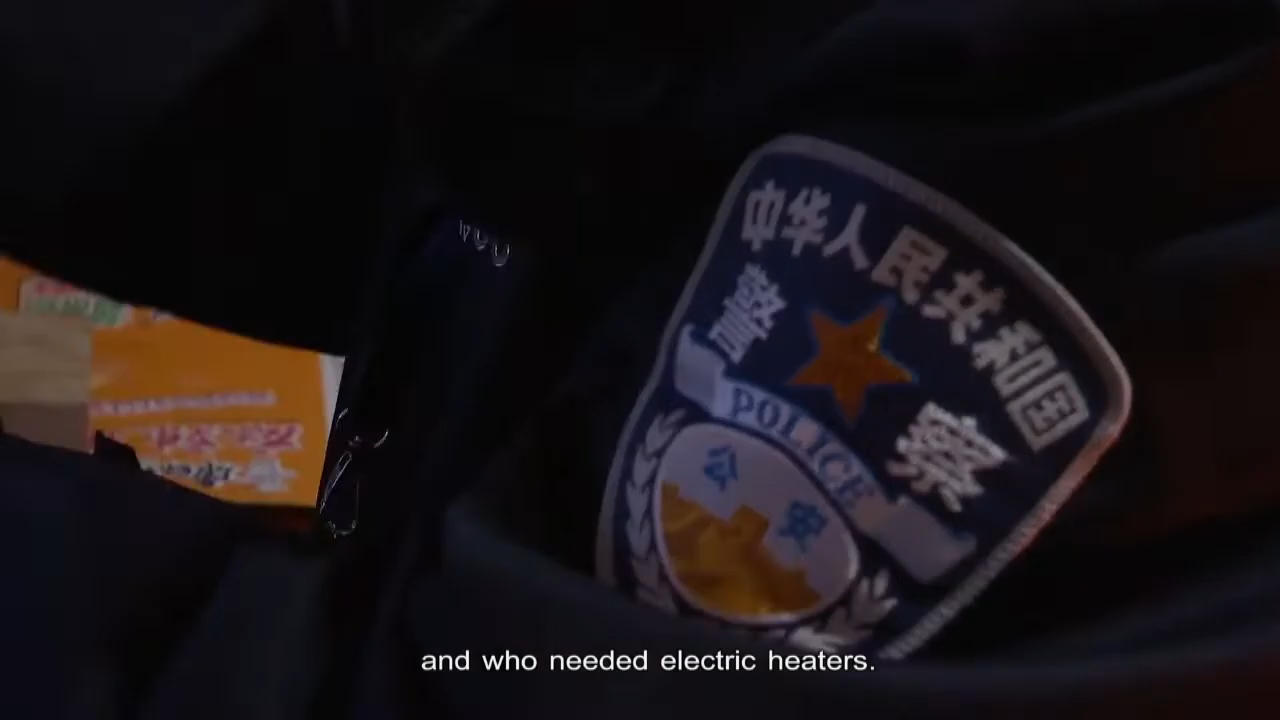 中华人民共和国
警察
POLICE
公安
and who needed electric heaters.